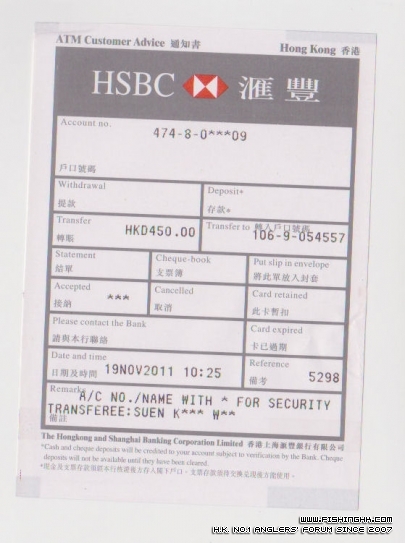 ATM Customer Advice 通知書 Hong Kong 香港
HSBC 滙豐
Account no.
474-8-0***09
戶口號碼
Withdrawal Deposit*
提款 存款*
Transfer Transfer to 轉入戶口號碼
轉賬 HKD450.00 106-9-054557
Statement Cheque-book Put slip in envelope
結單 支票簿 將此單放入封套
Accepted Cancelled Card retained
接納 *** 取消 此卡暫扣
Please contact the Bank Card expired
請與本行聯絡 卡已過期
Date and time Reference
日期及時間 19NOV2011 10:25 備考 5298
Remarks A/C NO./NAME WITH * FOR SECURITY
TRANSFEREE:SUEN K*** W**
備註
The Hongkong and Shanghai Banking Corporation Limited 香港上海滙豐銀行有限公司
*Cash and cheque deposits will be credited to your account subject to verification by the Bank. Cheque
deposits will not be available until they have been cleared.
WWW.FISHINGHK.COM
H.K. NO.1 ANGLERS' FORUM SINCE 2007